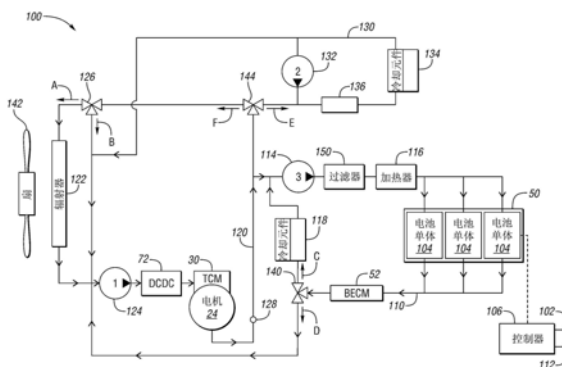 100
130
132
2
134
冷却元件
126
144
136
A
B
F
E
142
扇
辐射器
122
114
3
150
过滤器
116
加热器
50
电池单体
104
电池单体
104
电池单体
104
120
冷却元件
118
72
DCDC
30
TCM
电机
24
1
124
128
140
C
D
52
BECM
110
106
控制器
102
112